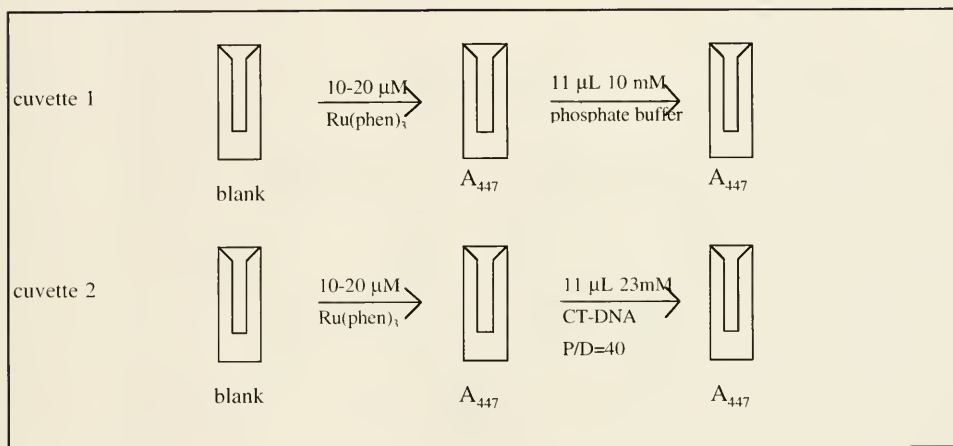 cuvette 1
10-20 µM
Ru(phen)₃
11 µL 10 mM
phosphate buffer
blank
A₄₄₇
A₄₄₇
cuvette 2
10-20 µM
Ru(phen)₃
11 µL 23mM
CT-DNA
P/D=40
blank
A₄₄₇
A₄₄₇